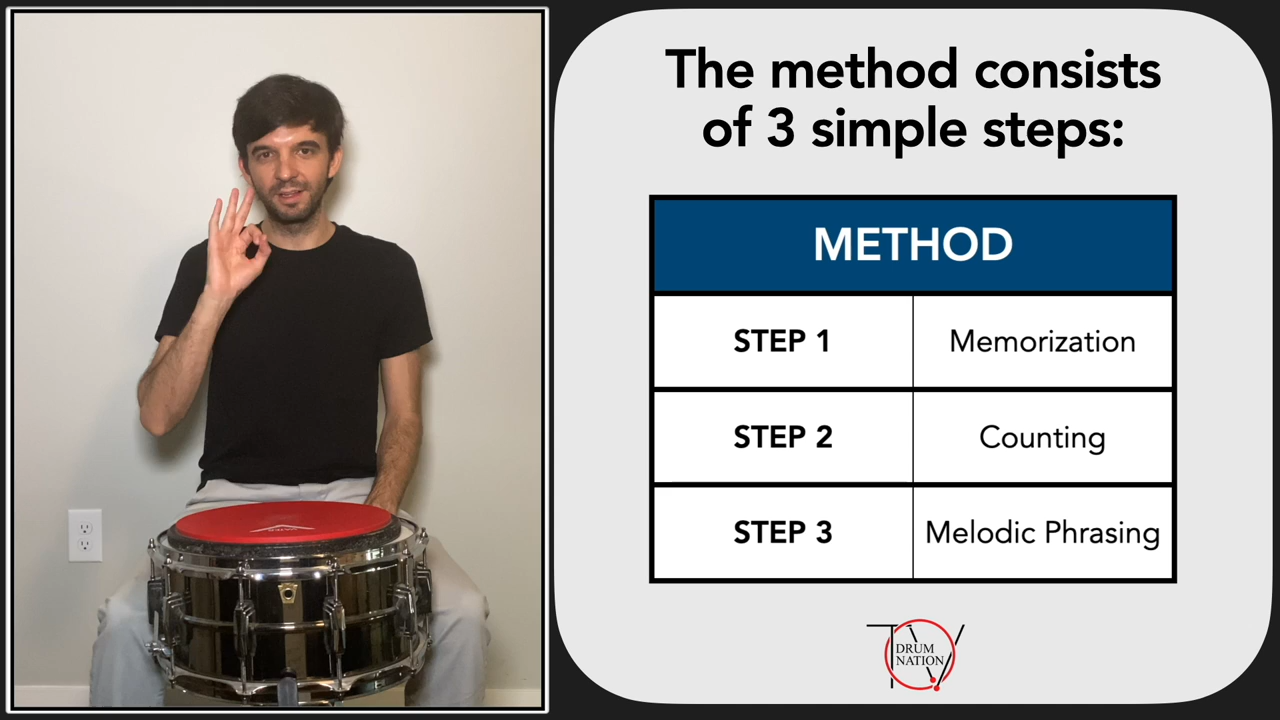 The method consists
of 3 simple steps:
METHOD
STEP 1 Memorization
STEP 2 Counting
STEP 3 Melodic Phrasing
DRUM
NATION